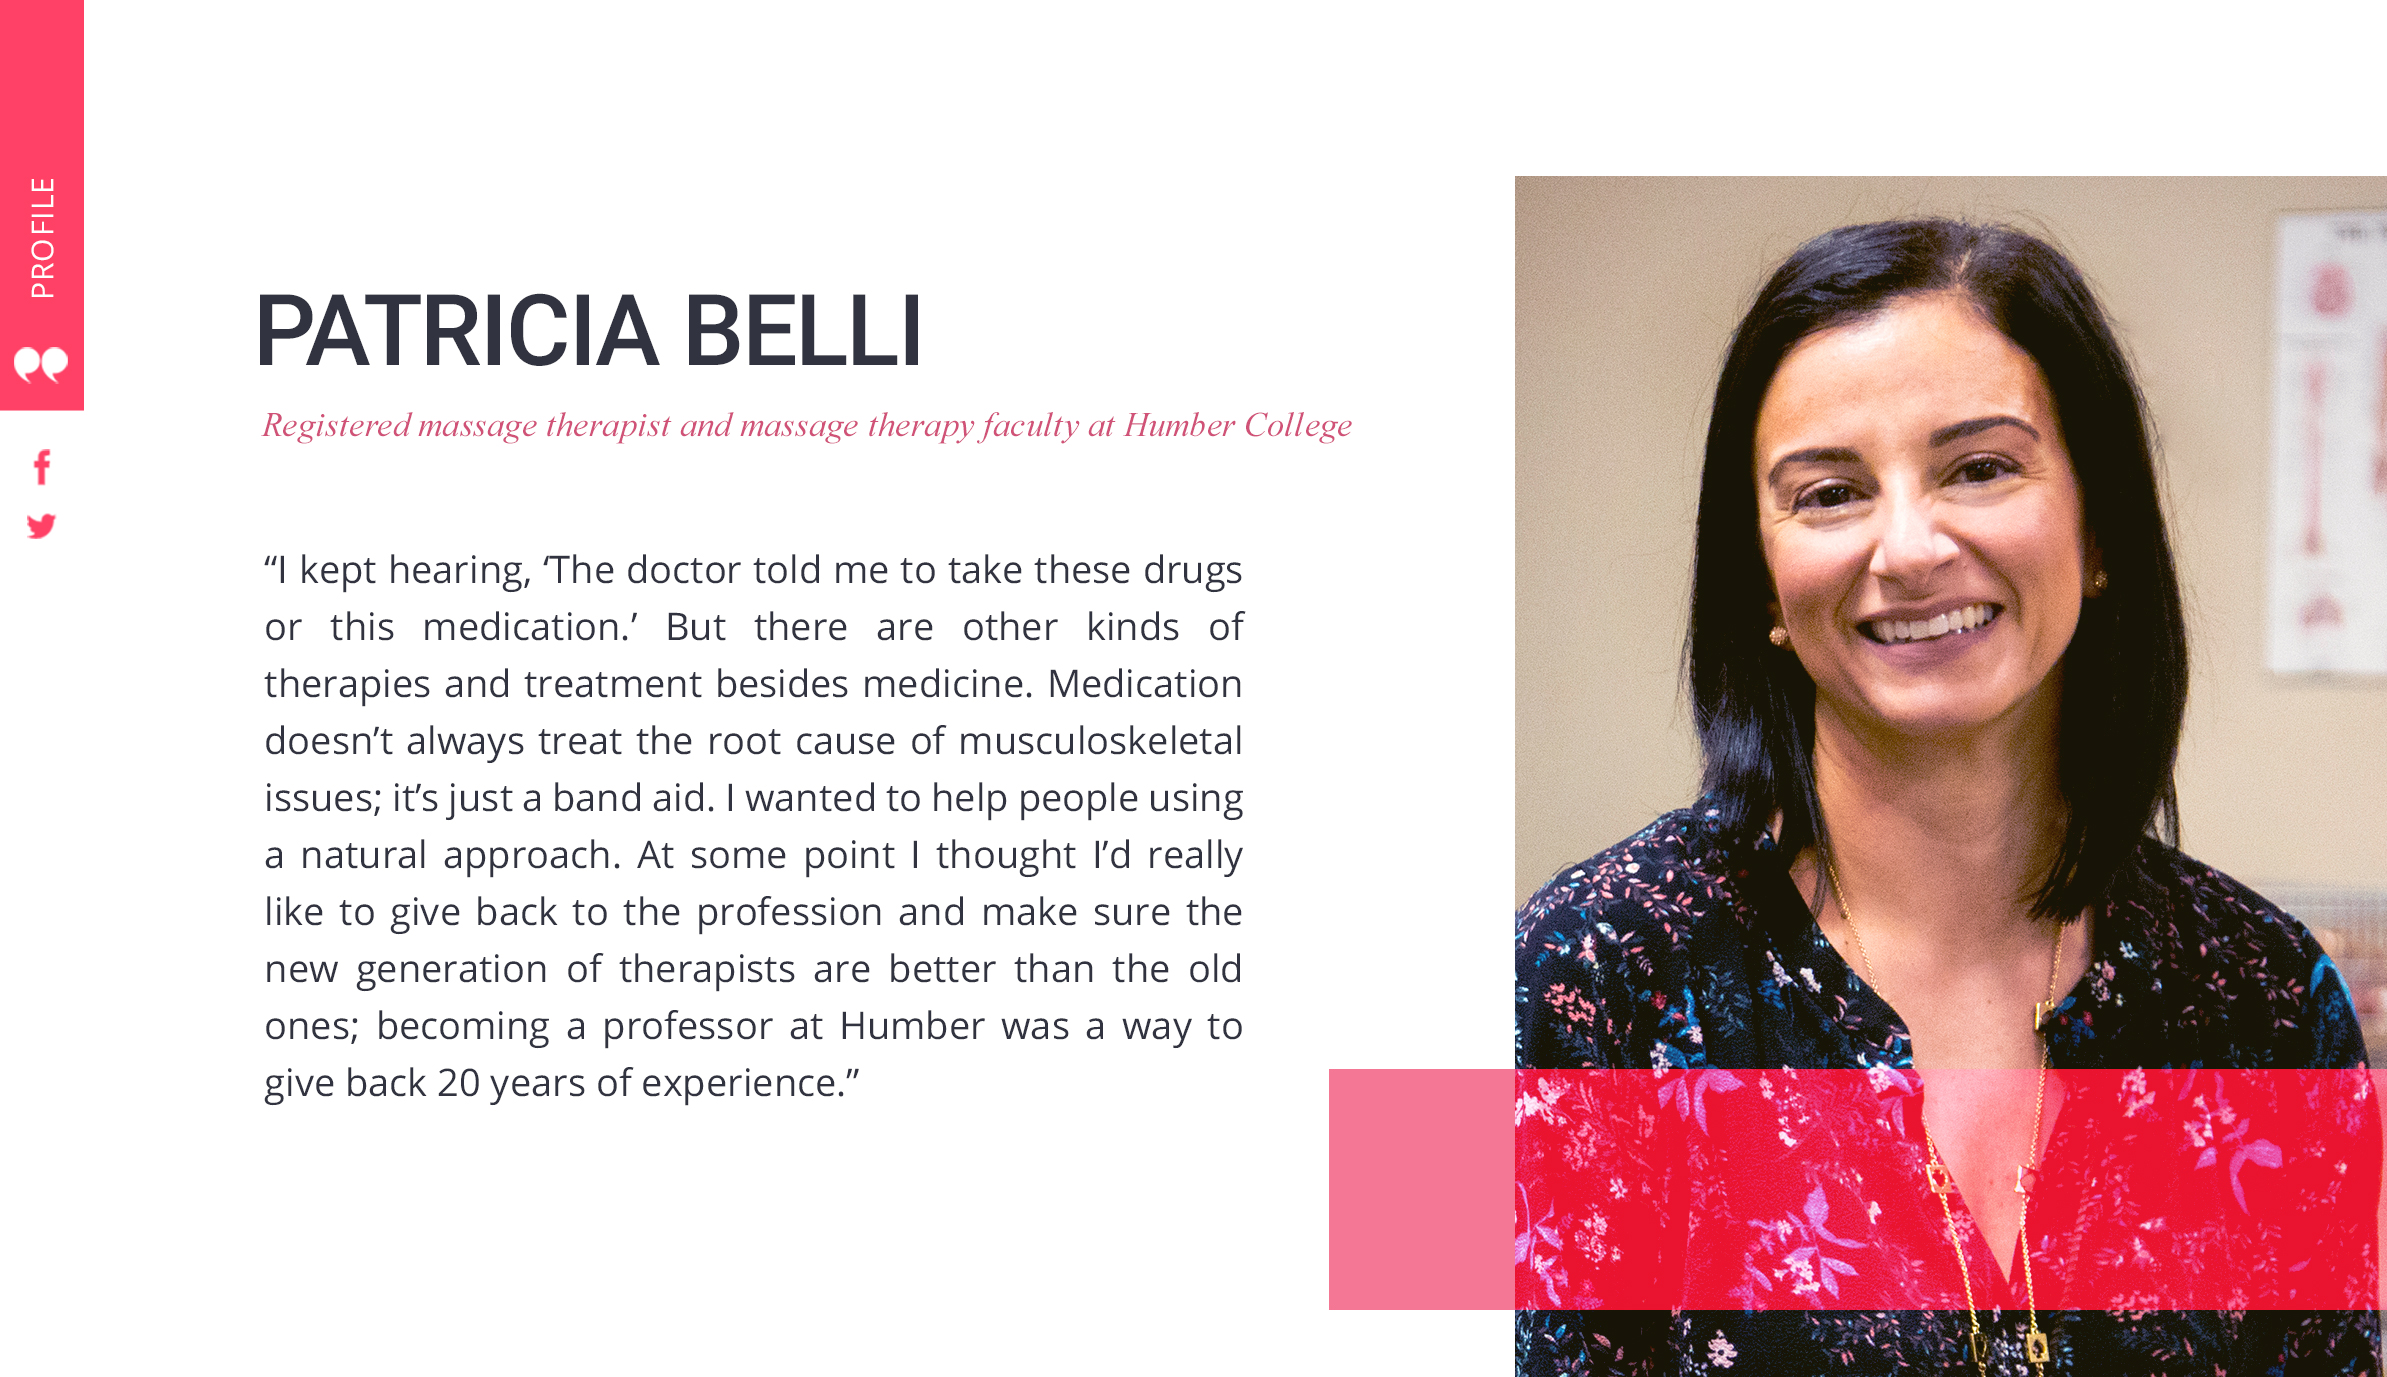 PROFILE
PATRICIA BELLI
Registered massage therapist and massage therapy faculty at Humber College
“I kept hearing, ‘The doctor told me to take these drugs
or this medication.’ But there are other kinds of
therapies and treatment besides medicine. Medication
doesn’t always treat the root cause of musculoskeletal
issues; it’s just a band aid. I wanted to help people using
a natural approach. At some point I thought I’d really
like to give back to the profession and make sure the
new generation of therapists are better than the old
ones; becoming a professor at Humber was a way to
give back 20 years of experience.”